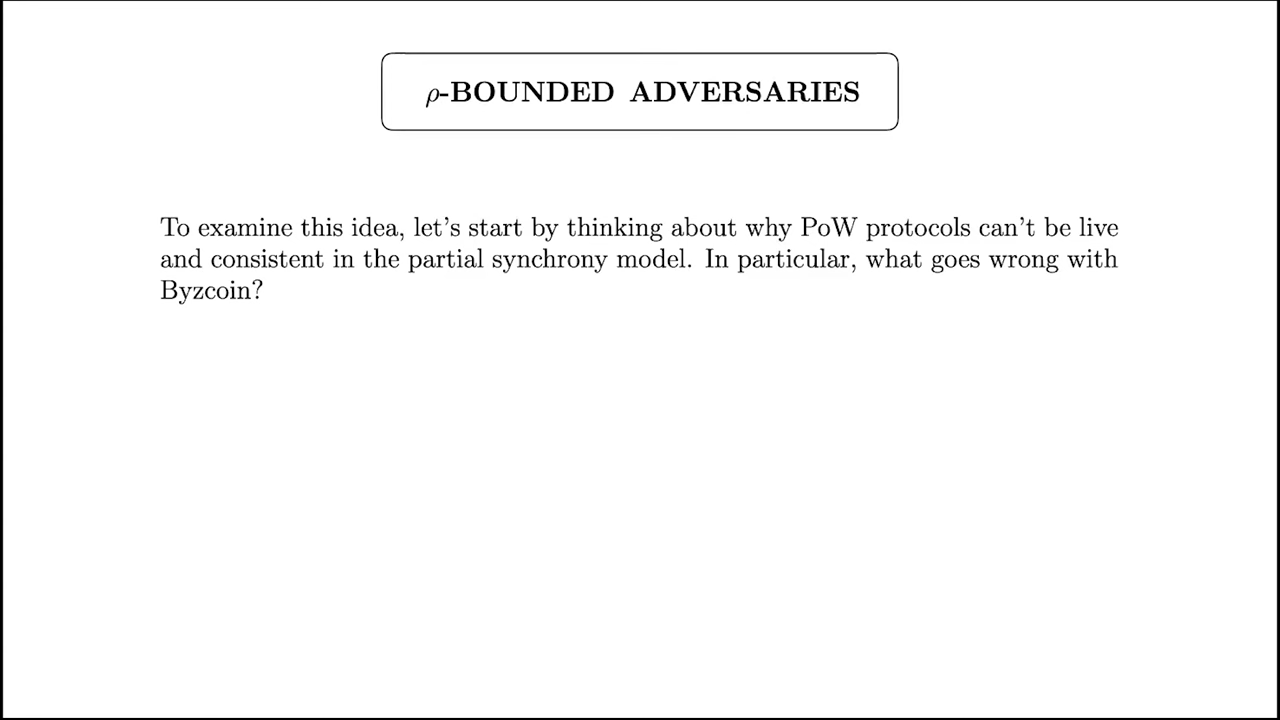 ρ-BOUNDED ADVERSARIES
To examine this idea, let's start by thinking about why PoW protocols can't be live
and consistent in the partial synchrony model. In particular, what goes wrong with
Byzcoin?